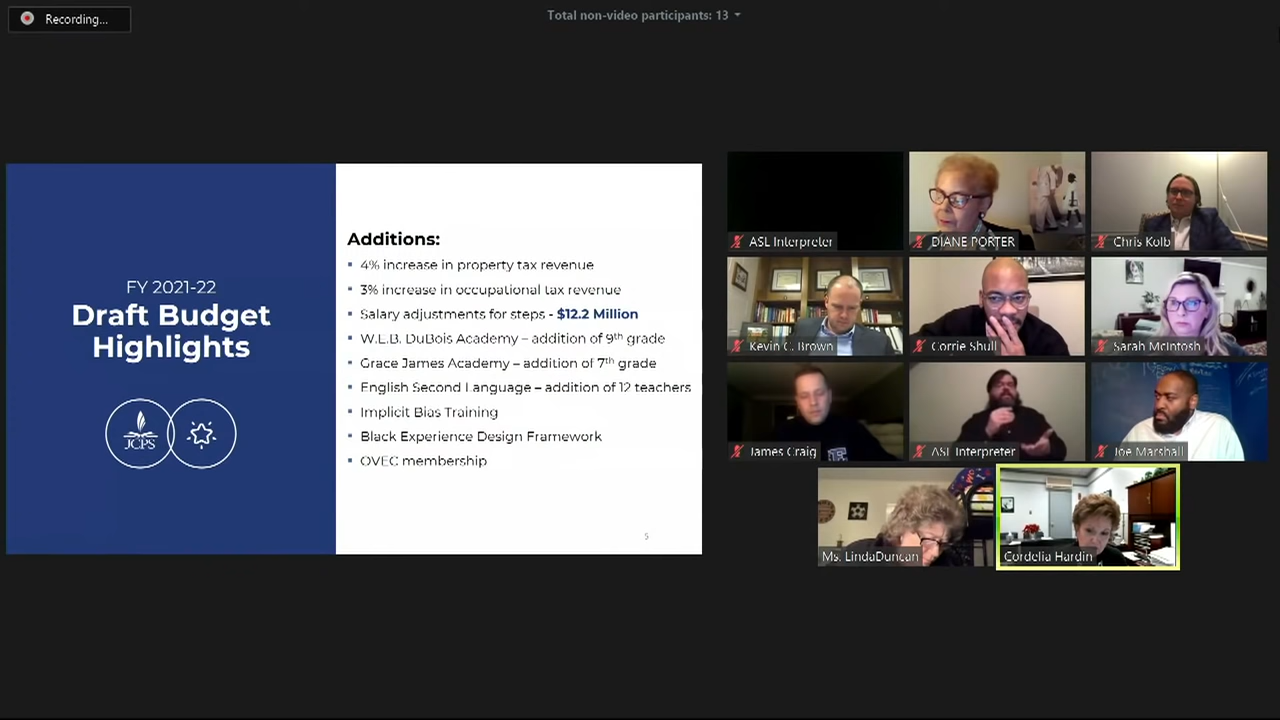 Recording...
Total non-video participants: 13
FY 2021-22
Draft Budget
Highlights
JCPS
Additions:
▪ 4% increase in property tax revenue
▪ 3% increase in occupational tax revenue
▪ Salary adjustments for steps - $12.2 Million
▪ W.E.B. DuBois Academy – addition of 9th grade
▪ Grace James Academy – addition of 7th grade
▪ English Second Language – addition of 12 teachers
▪ Implicit Bias Training
▪ Black Experience Design Framework
▪ OVEC membership
5
ASL Interpreter
DIANE PORTER
Chris Kolb
Kevin C. Brown
Corrie Shull
Sarah McIntosh
James Craig
ASL Interpreter
Joe Marshall
Ms. LindaDuncan
Cordelia Hardin